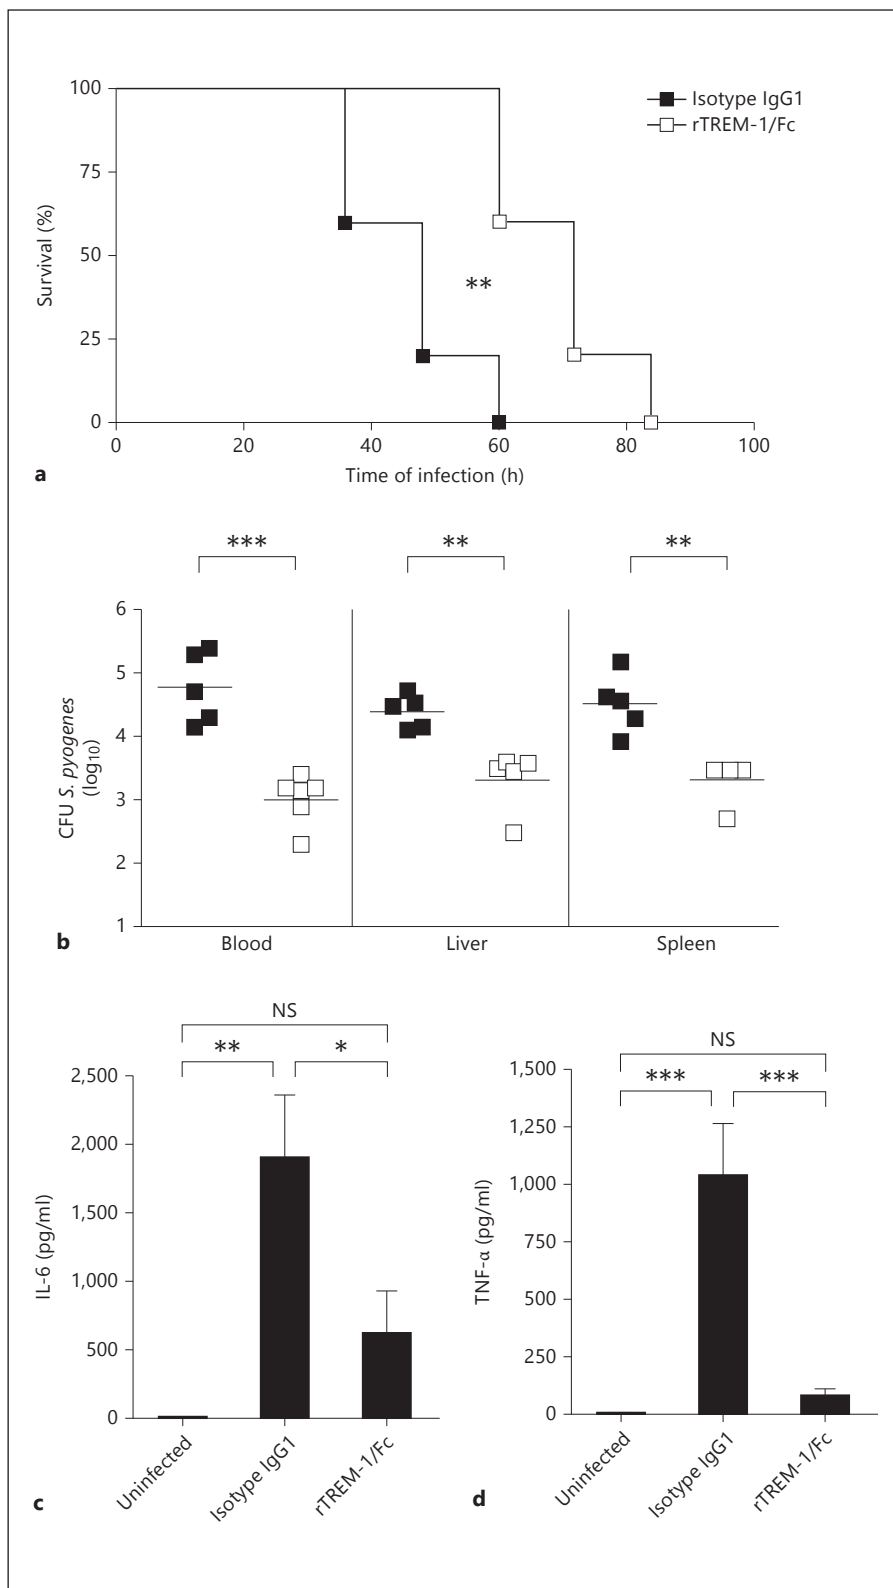 100
75
50
25
0
Survival (%)
Isotype IgG1
rTREM-1/Fc
**
0 20 40 60 80 100
Time of infection (h)
a
*** ** **
6
5
4
3
2
1
CFU S. pyogenes
(log10)
Blood Liver Spleen
b
NS
** *
2,500
2,000
1,500
1,000
500
0
IL-6 (pg/ml)
Uninfected
Isotype IgG1
rTREM-1/Fc
c
NS
*** ***
1,500
1,250
1,000
750
500
250
0
TNF-α (pg/ml)
Uninfected
Isotype IgG1
rTREM-1/Fc
d